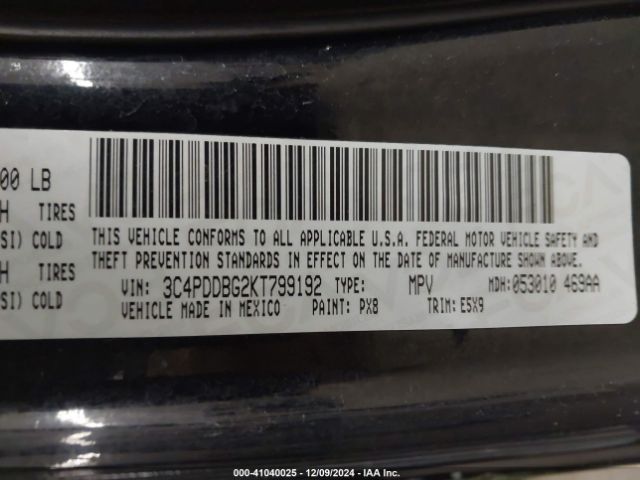 00 LB
H TIRES
SI) COLD
H TIRES
SI) COLD
THIS VEHICLE CONFORMS TO ALL APPLICABLE U.S.A. FEDERAL MOTOR VEHICLE SAFETY AND
THEFT PREVENTION STANDARDS IN EFFECT ON THE DATE OF MANUFACTURE SHOWN ABOVE.
VIN: 3C4PDDBG2KT799192 TYPE: MPV MDH: 053010 469AA
VEHICLE MADE IN MEXICO PAINT: PX8 TRIM: E5X9
000-41040025 - 12/09/2024 - IAA Inc.